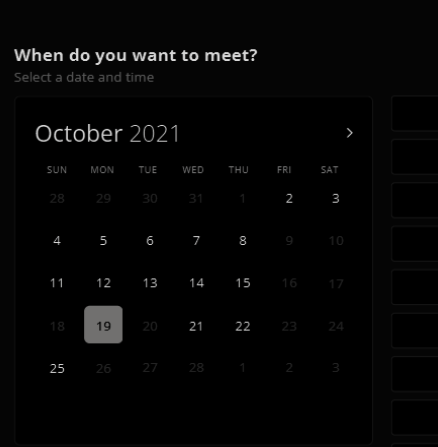 When do you want to meet?
Select a date and time
October 2021
SUN MON TUE WED THU FRI SAT
28 29 30 31 1 2 3
4 5 6 7 8 9 10
11 12 13 14 15 16 17
18 19 20 21 22 23 24
25 26 27 28 1 2 3